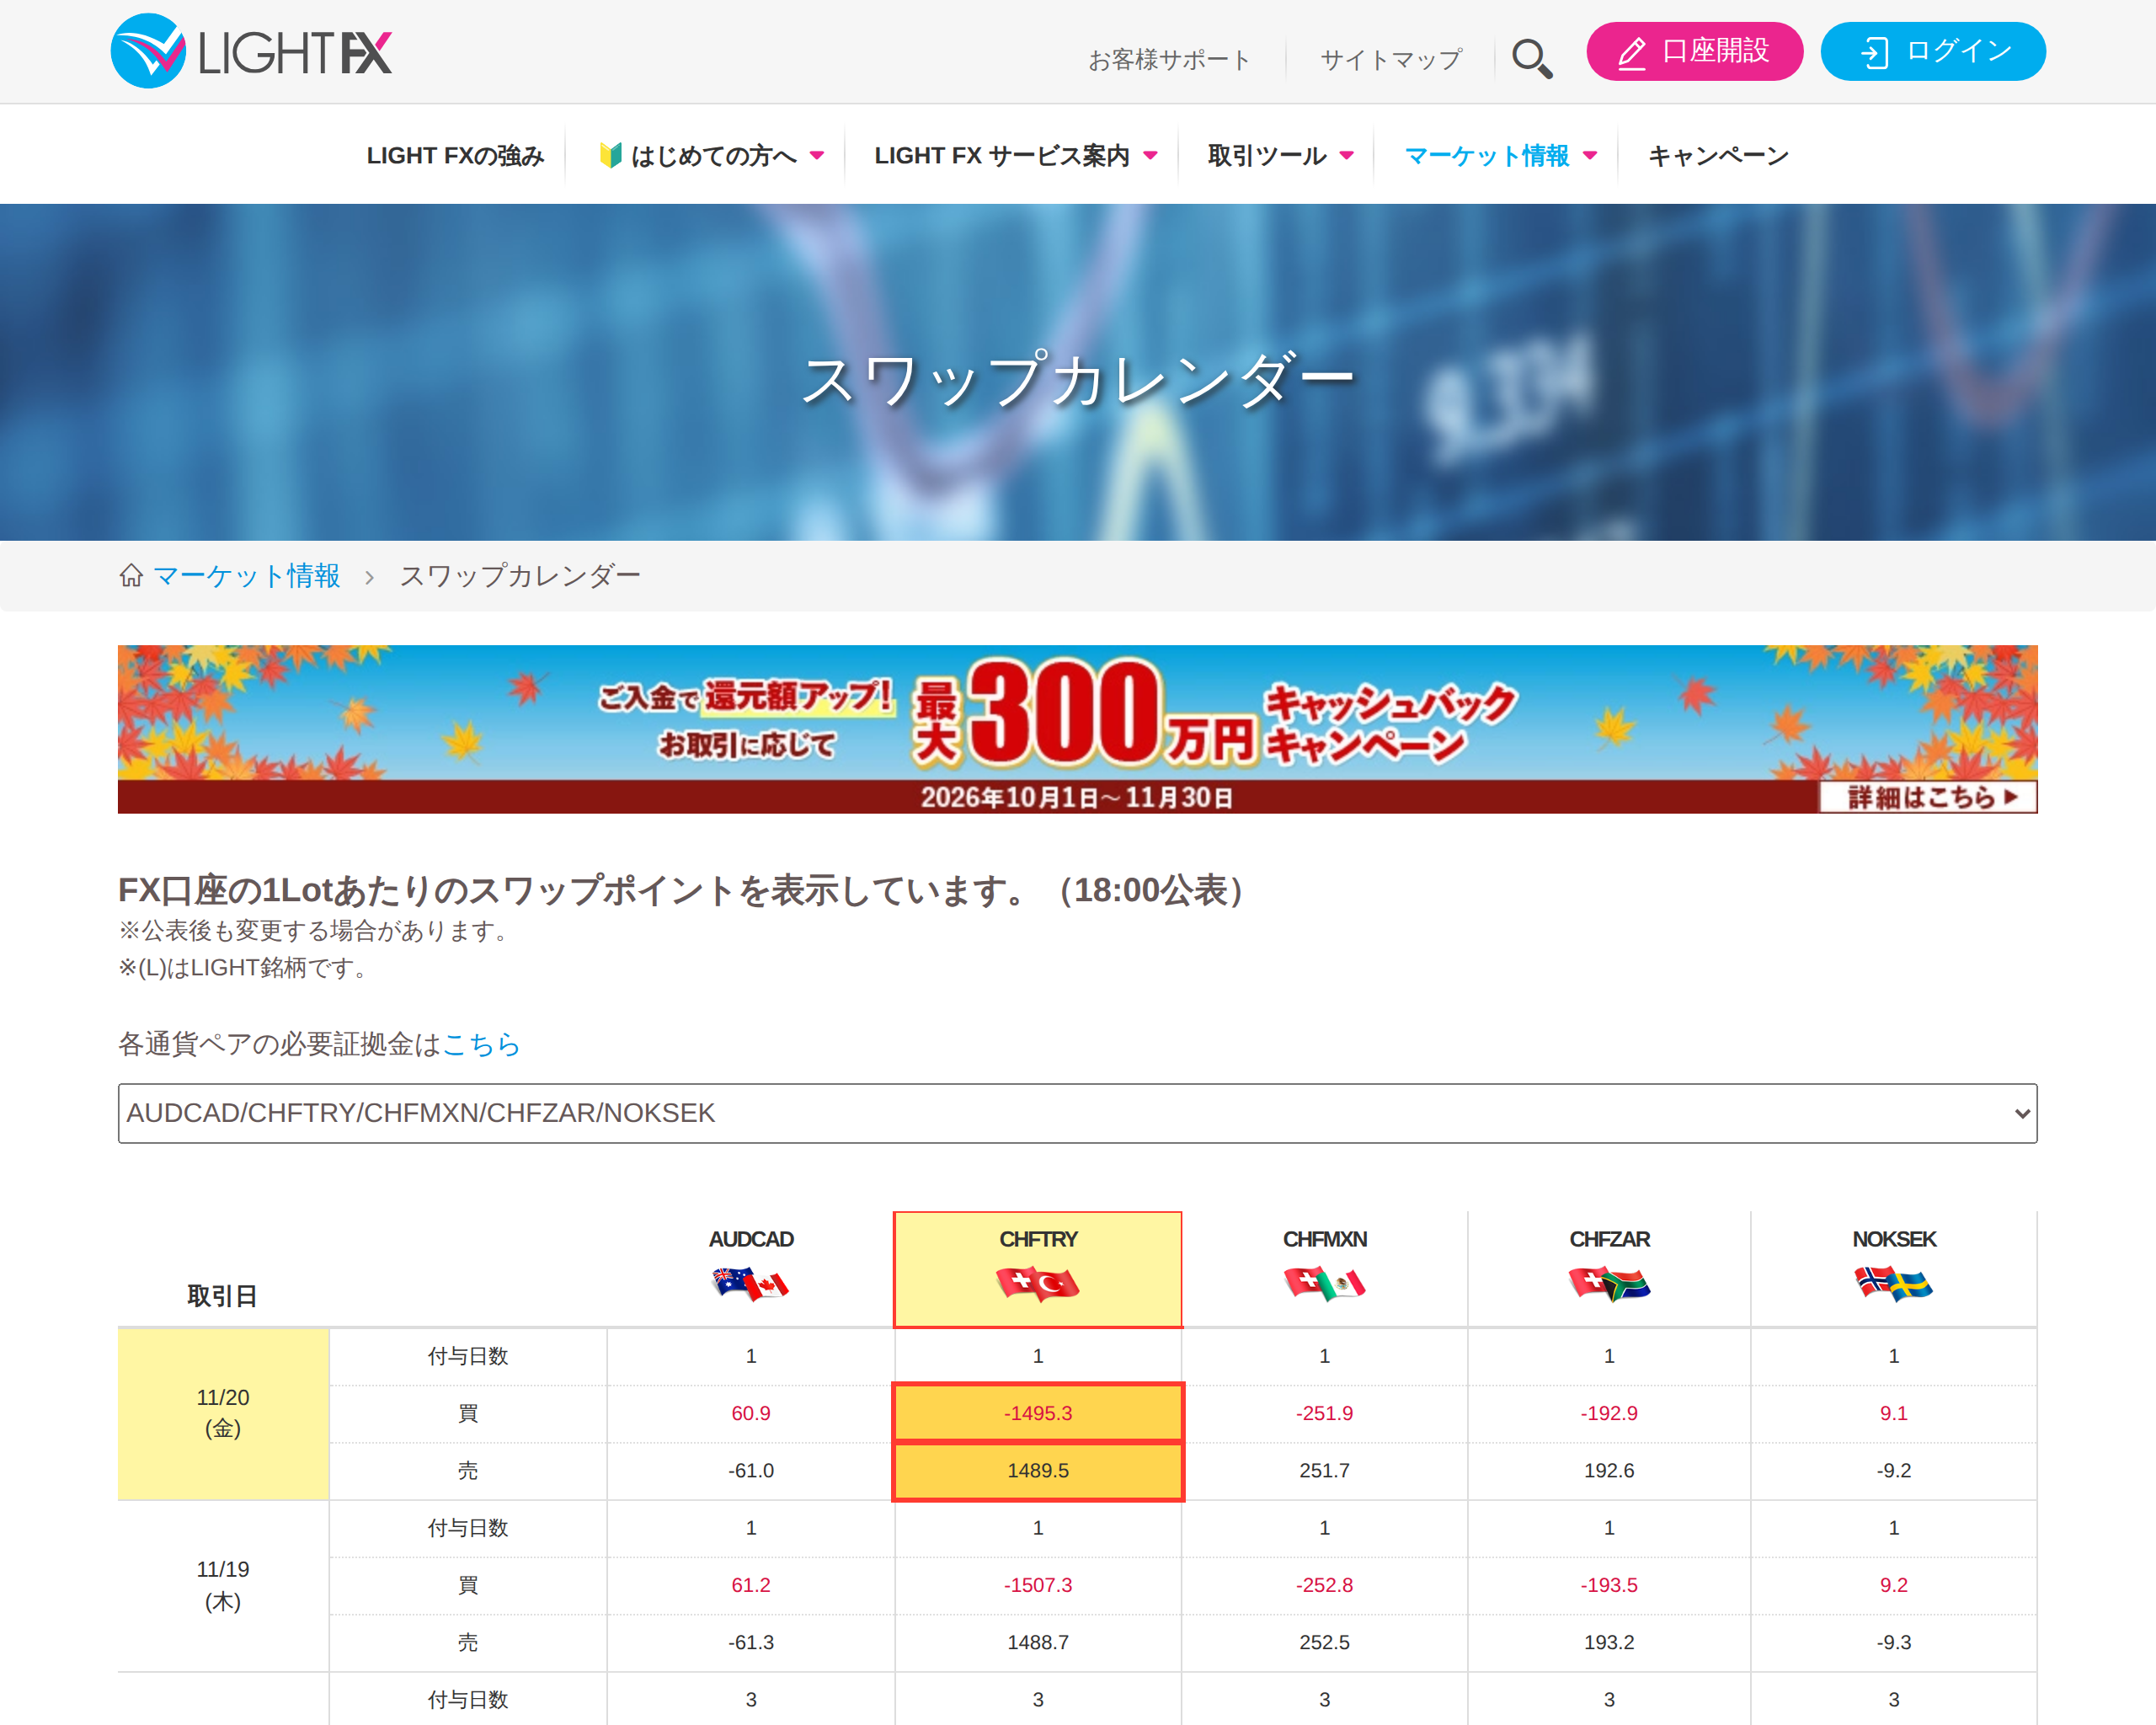 LIGHT FX
お客様サポート
サイトマップ
口座開設
ログイン
LIGHT FXの強み
はじめての方へ
LIGHT FX サービス案内
取引ツール
マーケット情報
キャンペーン
スワップカレンダー
マーケット情報 › スワップカレンダー
ご入金で還元額アップ!
お取引に応じて
最大300万円
キャッシュバック
キャンペーン
2026年10月1日～11月30日
詳細はこちら
FX口座の1Lotあたりのスワップポイントを表示しています。（18:00公表）
※公表後も変更する場合があります。
※(L)はLIGHT銘柄です。
各通貨ペアの必要証拠金はこちら
AUDCAD/CHFTRY/CHFMXN/CHFZAR/NOKSEK
取引日 AUDCAD CHFTRY CHFMXN CHFZAR NOKSEK
11/20
(金)
付与日数 1 1 1 1 1
買 60.9 -1495.3 -251.9 -192.9 9.1
売 -61.0 1489.5 251.7 192.6 -9.2
11/19
(木)
付与日数 1 1 1 1 1
買 61.2 -1507.3 -252.8 -193.5 9.2
売 -61.3 1488.7 252.5 193.2 -9.3
付与日数 3 3 3 3 3